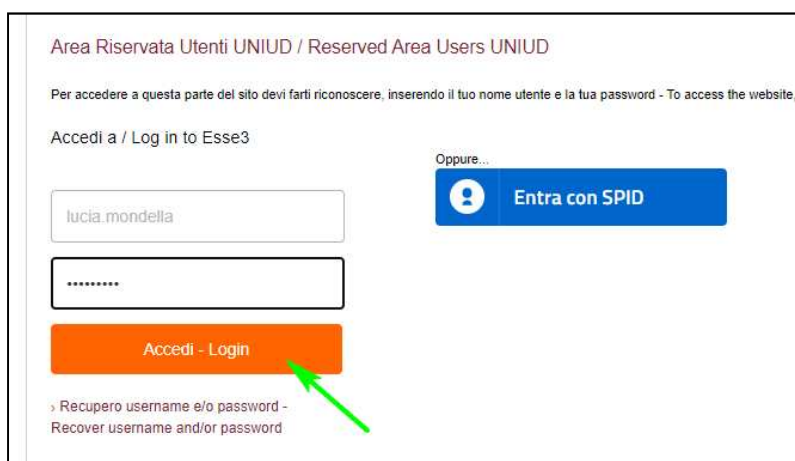 Area Riservata Utenti UNIUD / Reserved Area Users UNIUD
Per accedere a questa parte del sito devi farti riconoscere, inserendo il tuo nome utente e la tua password - To access the website,
Accedi a / Log in to Esse3
Oppure...
Entra con SPID
lucia.mondella
•••••••••
Accedi - Login
› Recupero username e/o password -
Recover username and/or password